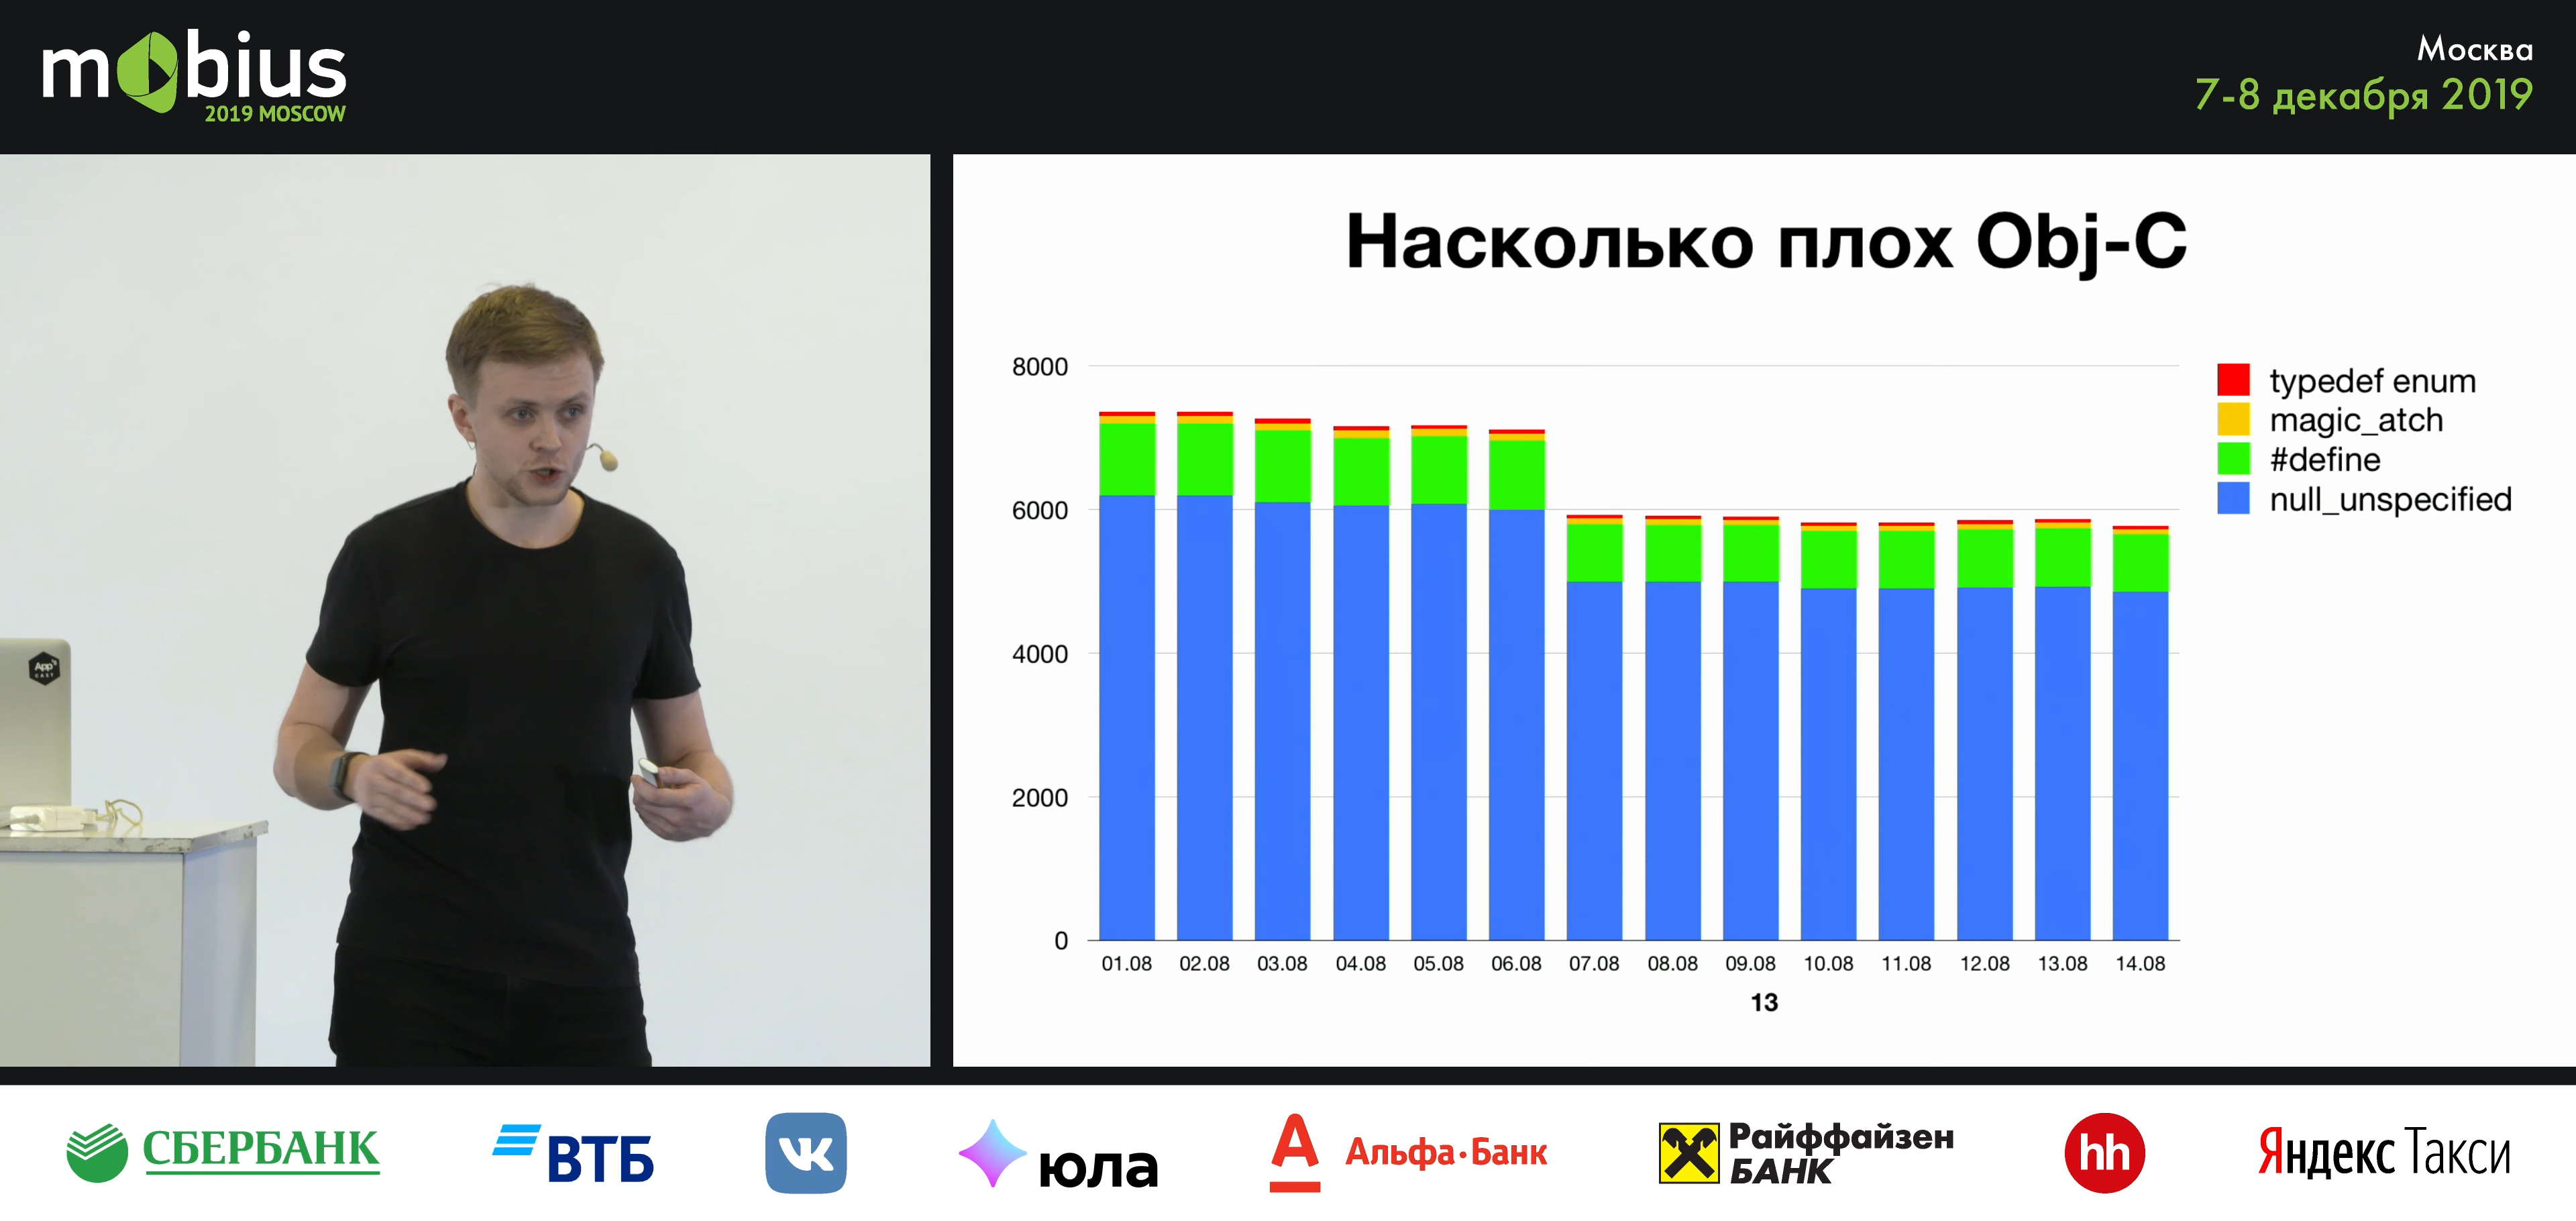 mobius
2019 MOSCOW
Москва
7-8 декабря 2019
App
CAST
Насколько плох Obj-C
8000
6000
4000
2000
0
typedef enum
magic_atch
#define
null_unspecified
01.08 02.08 03.08 04.08 05.08 06.08 07.08 08.08 09.08 10.08 11.08 12.08 13.08 14.08
13
СБЕРБАНК
ВТБ
VK
юла
А
Альфа·Банк
Райффайзен
БАНК
hh
Яндекс Такси